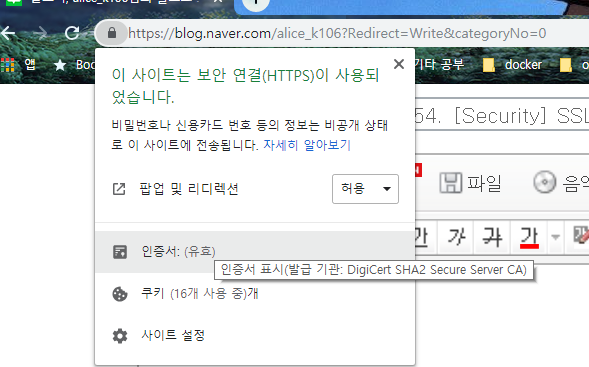 https://blog.naver.com/alice_k106?Redirect=Write&categoryNo=0
앱
Boo
기타 공부
docker
이 사이트는 보안 연결(HTTPS)이 사용되
었습니다.
비밀번호나 신용카드 번호 등의 정보는 비공개 상태
로 이 사이트에 전송됩니다. 자세히 알아보기
54. [Security] SSL
팝업 및 리디렉션
허용
파일
음악
가 가 가 가
인증서: (유효)
인증서 표시(발급 기관: DigiCert SHA2 Secure Server CA)
쿠키 (16개 사용 중)개
사이트 설정